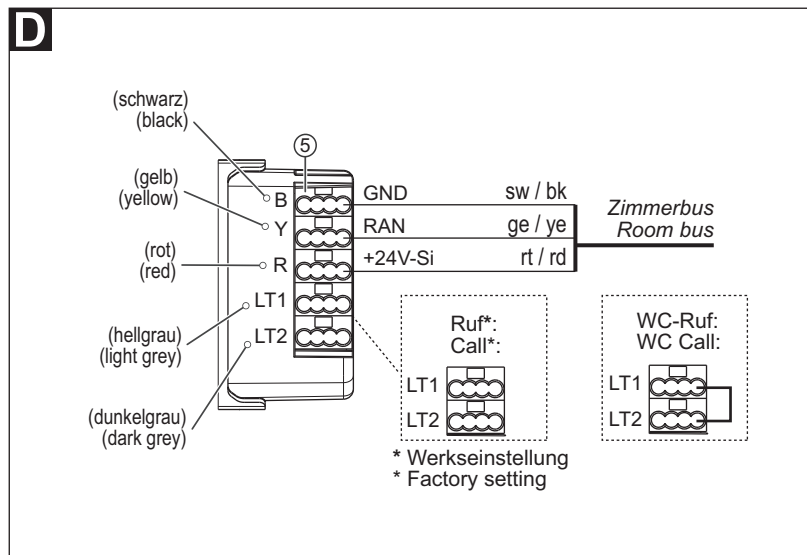 D
(schwarz)
(black)
(gelb)
(yellow)
(rot)
(red)
(hellgrau)
(light grey)
(dunkelgrau)
(dark grey)
5
B
Y
R
LT1
LT2
GND
sw / bk
RAN
ge / ye
+24V-Si
rt / rd
Zimmerbus
Room bus
Ruf*:
Call*:
LT1
LT2
* Werkseinstellung
* Factory setting
WC-Ruf:
WC Call:
LT1
LT2